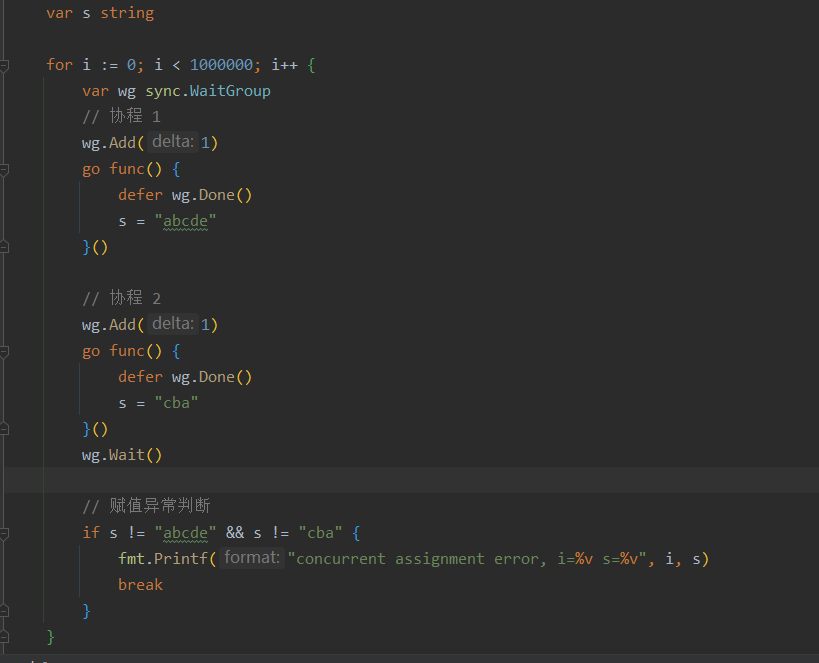 var s string
for i := 0; i < 1000000; i++ {
var wg sync.WaitGroup
// 协程 1
wg.Add( delta: 1)
go func() {
defer wg.Done()
s = "abcde"
}()
// 协程 2
wg.Add( delta: 1)
go func() {
defer wg.Done()
s = "cba"
}()
wg.Wait()
// 赋值异常判断
if s != "abcde" && s != "cba" {
fmt.Printf( format: "concurrent assignment error, i=%v s=%v", i, s)
break
}
}